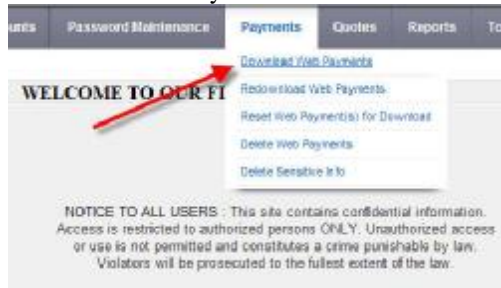 unts Password Maintenance Payments Quotes Reports To
Download Web Payments
WELCOME TO OUR FI
Redownload Web Payments
Reset Web Payment(s) for Download
Delete Web Payments
Delete Sensitive Info
NOTICE TO ALL USERS : This site contains confidential information.
Access is restricted to authorized persons ONLY. Unauthorized access
or use is not permitted and constitutes a crime punishable by law.
Violators will be prosecuted to the fullest extent of the law.